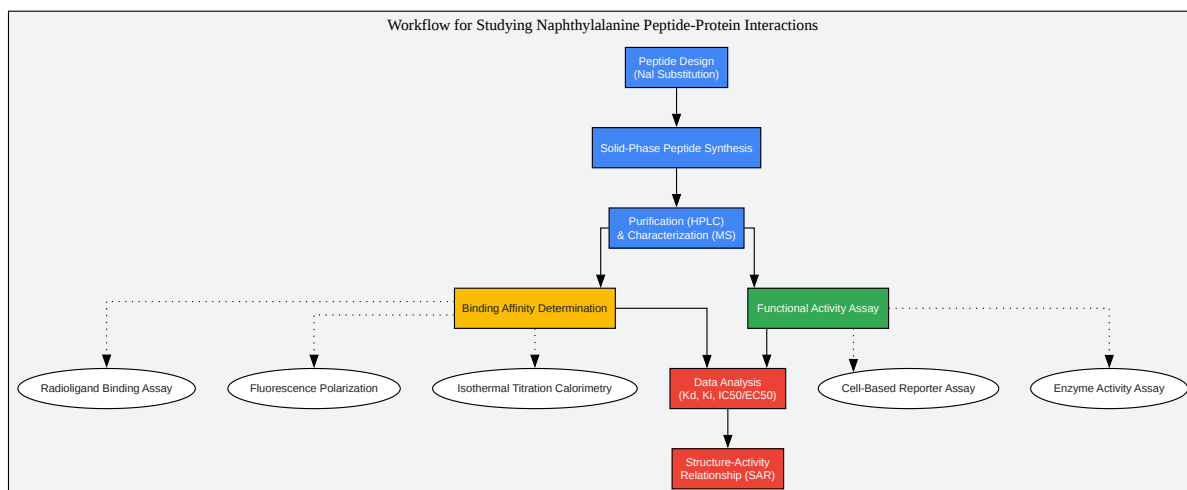 Workflow for Studying Naphthylalanine Peptide-Protein Interactions
Peptide Design
(Nal Substitution)
Solid-Phase Peptide Synthesis
Purification (HPLC)
& Characterization (MS)
Binding Affinity Determination
Functional Activity Assay
Radioligand Binding Assay
Fluorescence Polarization
Isothermal Titration Calorimetry
Data Analysis
(Kd, Ki, IC50/EC50)
Cell-Based Reporter Assay
Enzyme Activity Assay
Structure-Activity
Relationship (SAR)